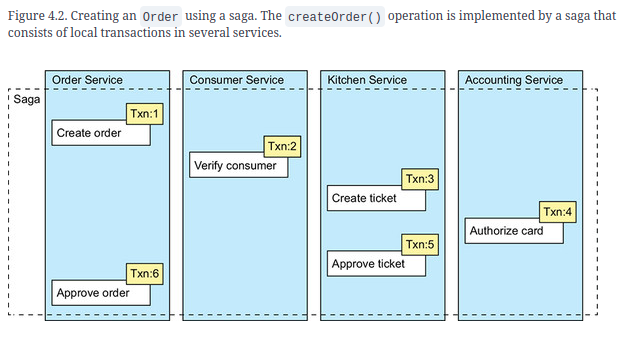 Figure 4.2. Creating an Order using a saga. The createOrder() operation is implemented by a saga that
consists of local transactions in several services.
Order Service
Consumer Service
Kitchen Service
Accounting Service
Saga
Txn:1
Create order
Txn:2
Verify consumer
Txn:3
Create ticket
Txn:4
Authorize card
Txn:5
Approve ticket
Txn:6
Approve order